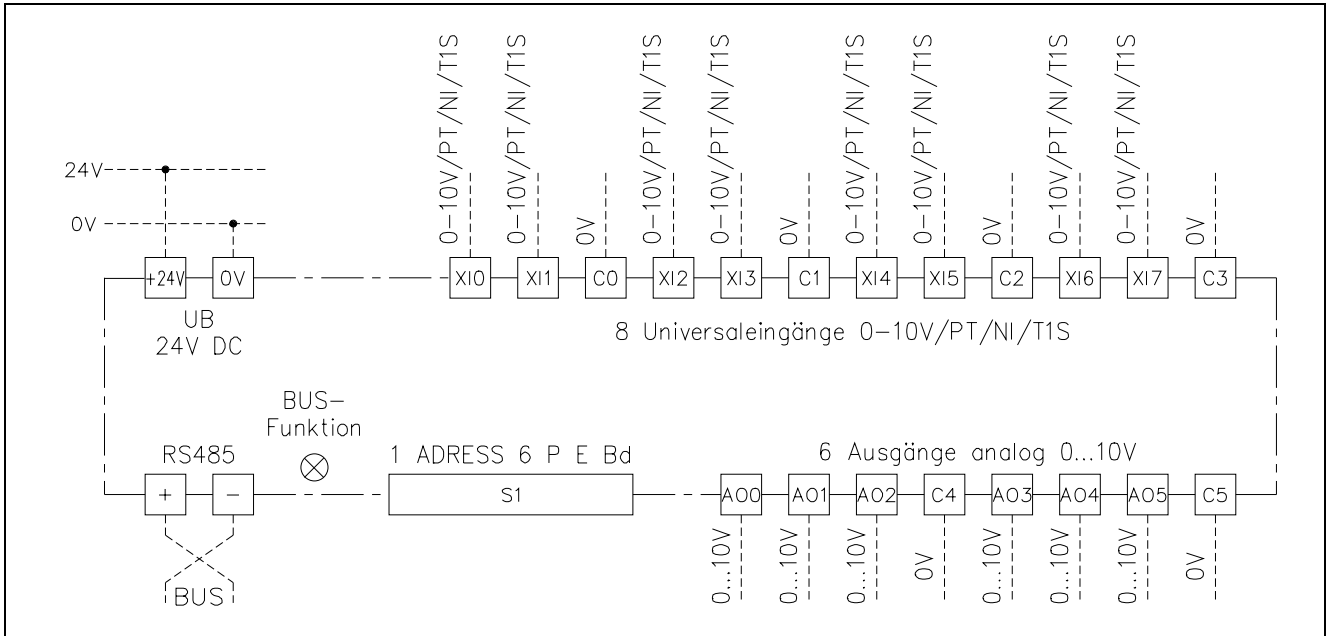 0-10V/PT/NI/T1S
0-10V/PT/NI/T1S
0V
0-10V/PT/NI/T1S
0-10V/PT/NI/T1S
0V
0-10V/PT/NI/T1S
0-10V/PT/NI/T1S
0V
0-10V/PT/NI/T1S
0-10V/PT/NI/T1S
0V
24V
0V
+24V 0V XI0 XI1 C0 XI2 XI3 C1 XI4 XI5 C2 XI6 XI7 C3
UB
24V DC
8 Universaleingänge 0-10V/PT/NI/T1S
BUS-
Funktion
RS485
1 ADRESS 6 P E Bd
6 Ausgänge analog 0...10V
+ - S1 AO0 AO1 AO2 C4 AO3 AO4 AO5 C5
0...10V
0...10V
0...10V
0V
0...10V
0...10V
0...10V
0V
BUS